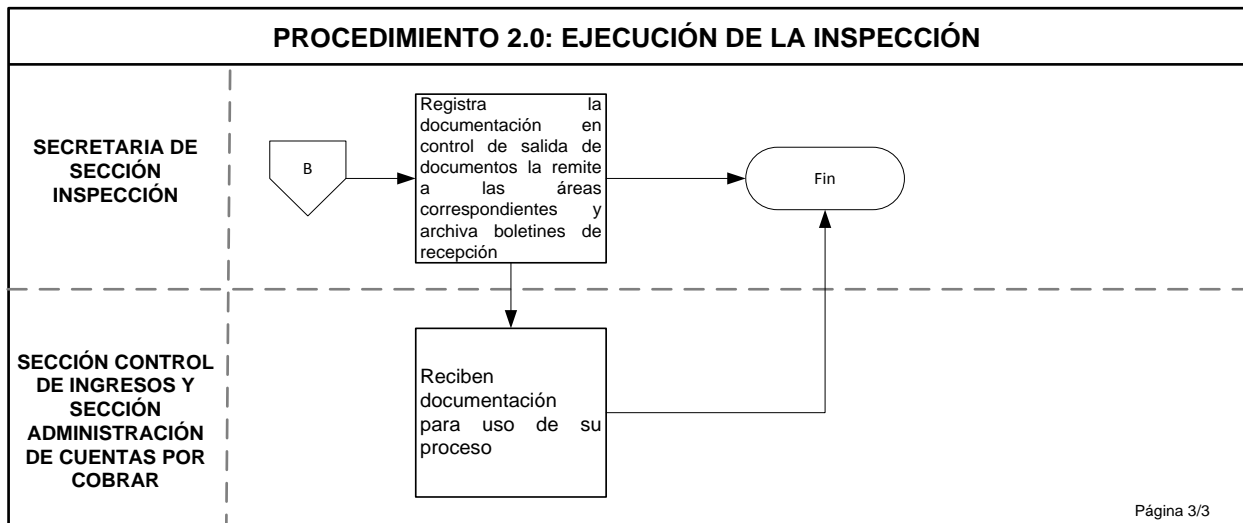 PROCEDIMIENTO 2.0: EJECUCIÓN DE LA INSPECCIÓN
SECRETARIA DE
SECCIÓN
INSPECCIÓN
B
Registra la
documentación en
control de salida de
documentos la remite
a las áreas
correspondientes y
archiva boletines de
recepción
Fin
SECCIÓN CONTROL
DE INGRESOS Y
SECCIÓN
ADMINISTRACIÓN
DE CUENTAS POR
COBRAR
Reciben
documentación
para uso de su
proceso
Página 3/3